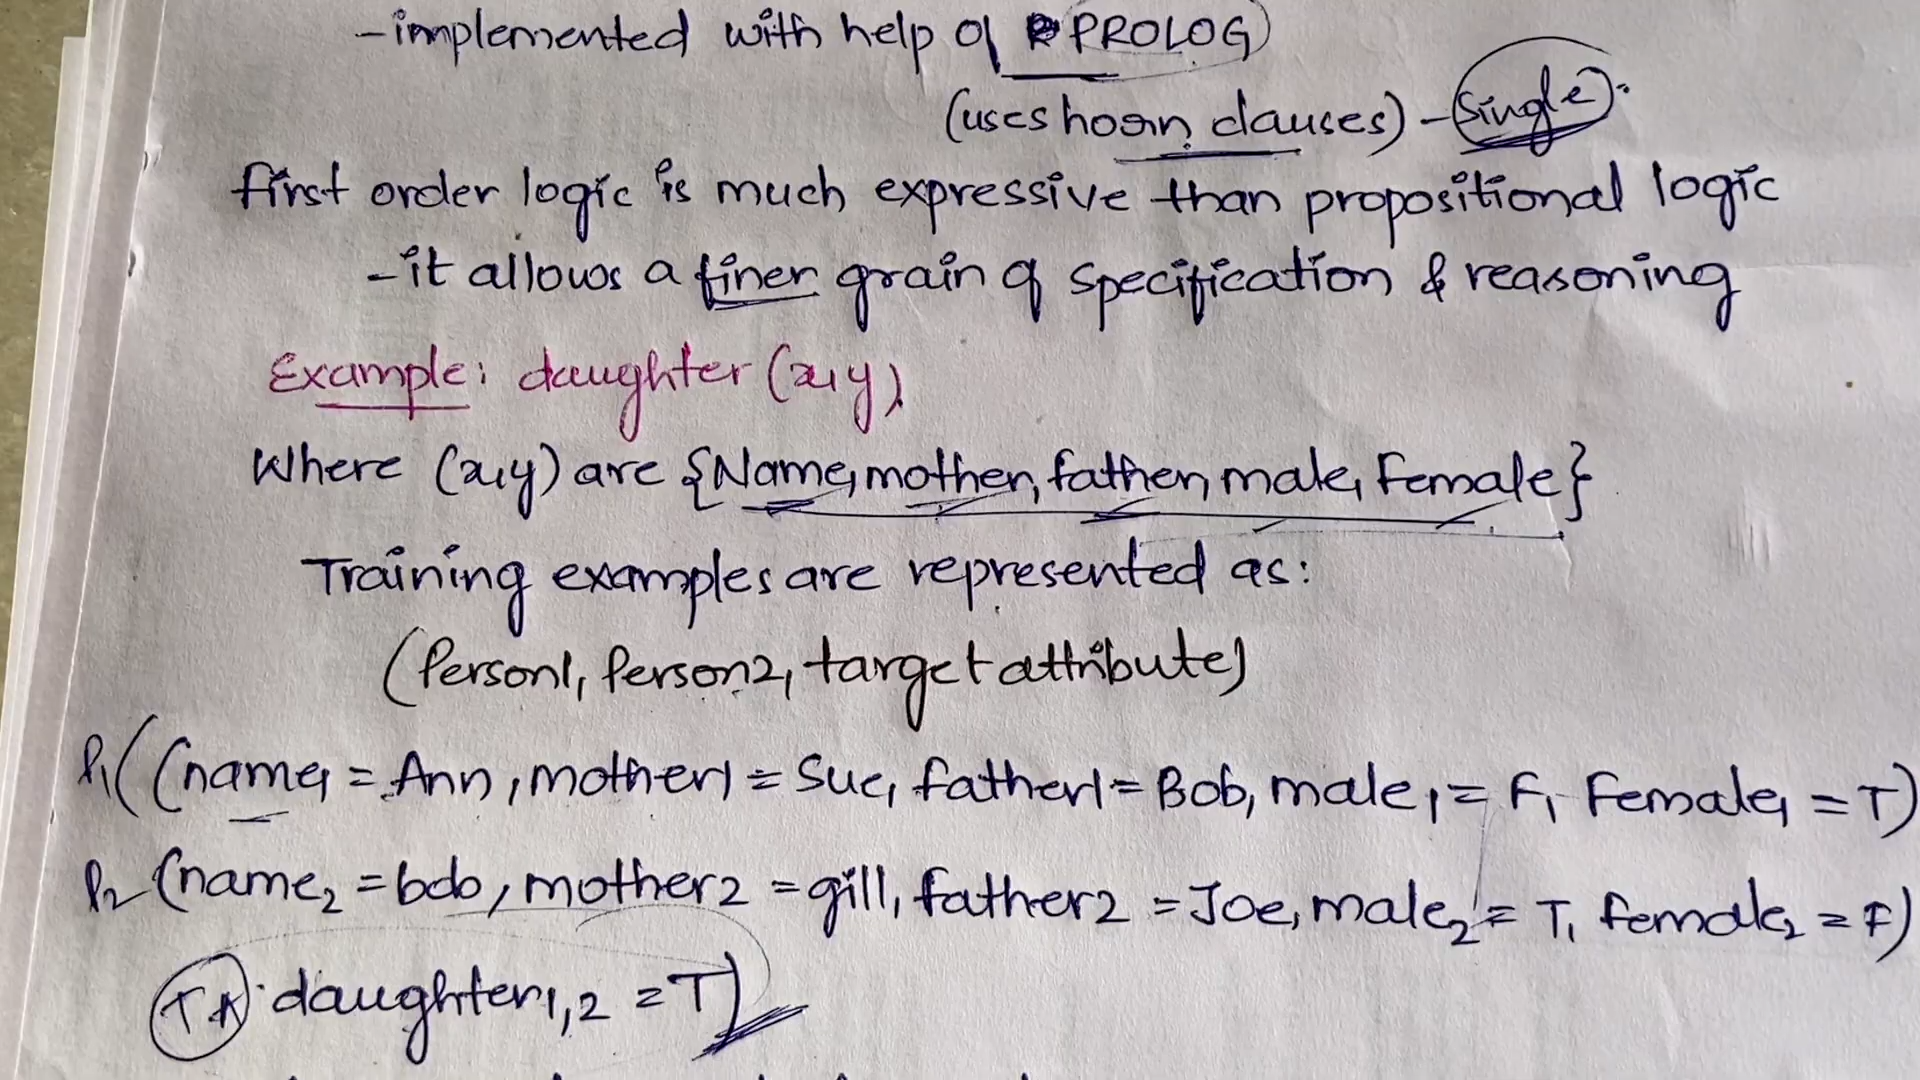 -implemented with help of PROLOG
(uses horn clauses) - Single
first order logic is much expressive than propositional logic
-it allows a finer grain of specification & reasoning
Example: daughter (x,y)
Where (x,y) are {Name, mother, father, male, Female}
Training examples are represented as:
(Person1, Person2, target attribute)
P1 ((name1 = Ann, mother1 = Sue, father1 = Bob, male1 = F, Female1 = T)
P2 (name2 = bob, mother2 = gill, father2 = Joe, male2 = T, female2 = F)
TA daughter1,2 = T)